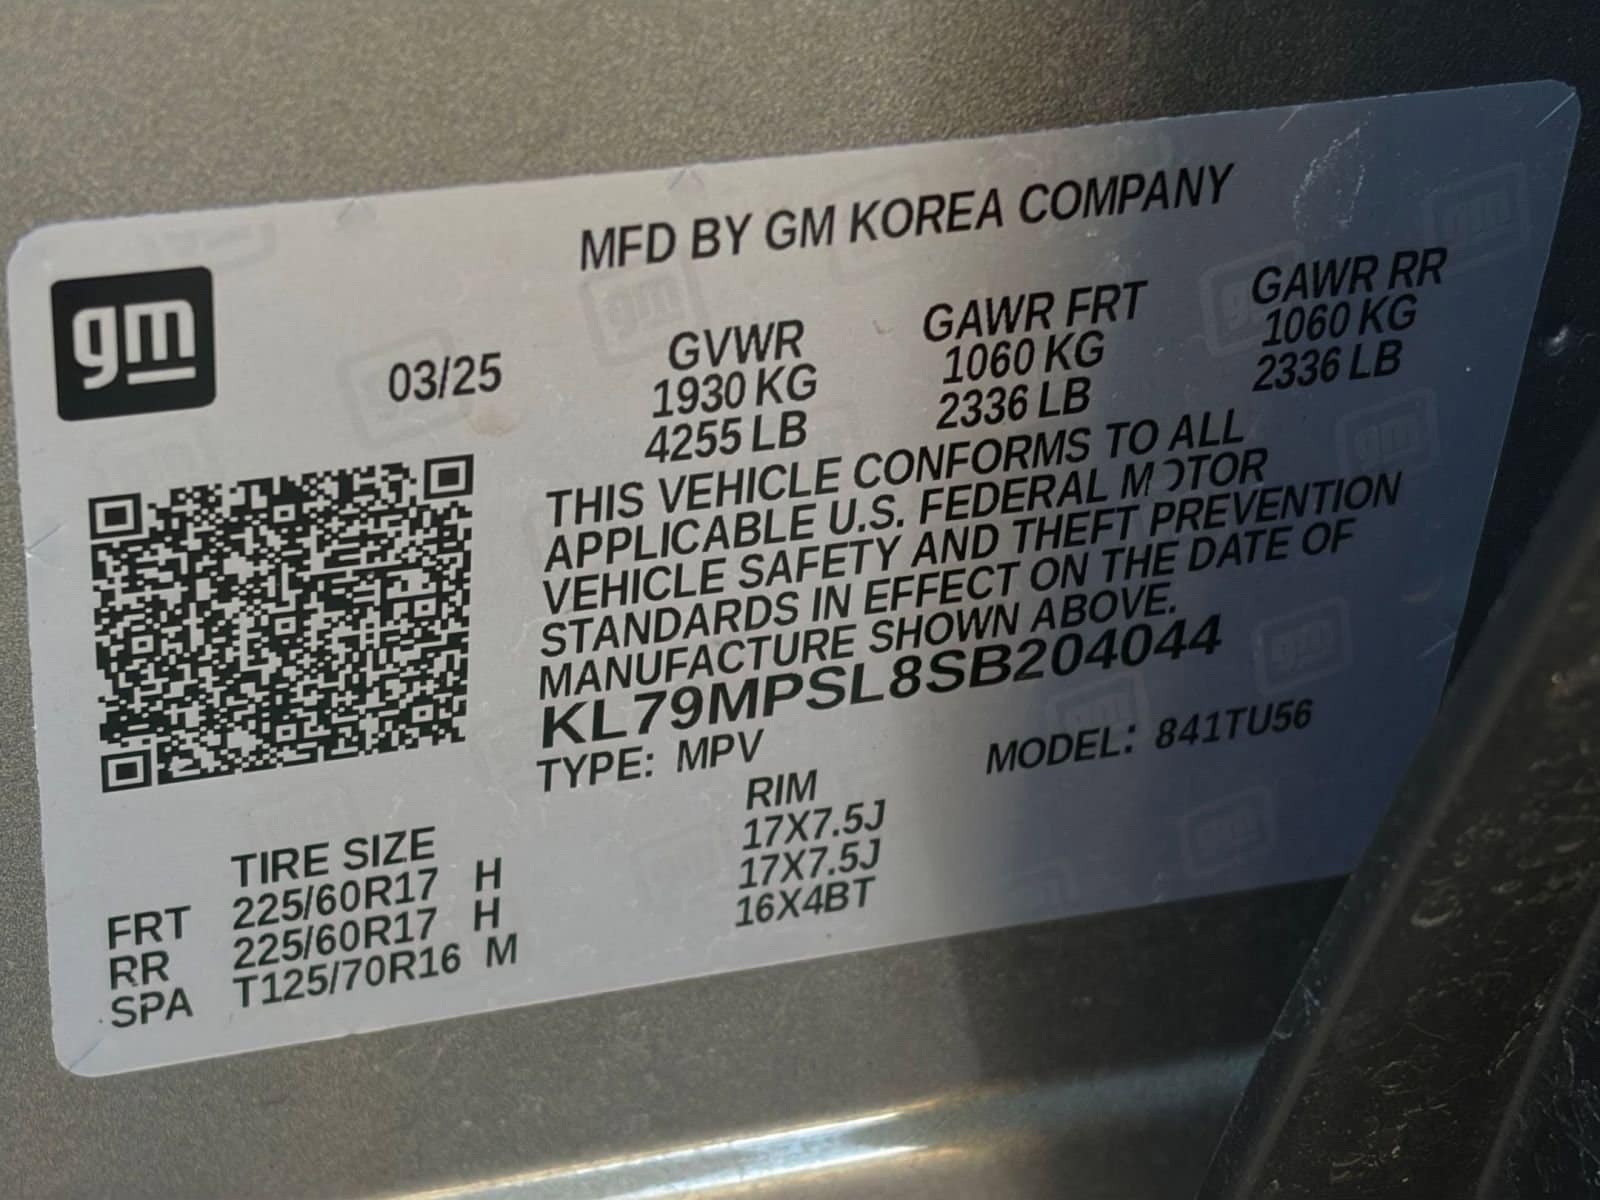 MFD BY GM KOREA COMPANY
gm
03/25
GVWR GAWR FRT GAWR RR
1930 KG 1060 KG 1060 KG
4255 LB 2336 LB 2336 LB
THIS VEHICLE CONFORMS TO ALL
APPLICABLE U.S. FEDERAL MOTOR
VEHICLE SAFETY AND THEFT PREVENTION
STANDARDS IN EFFECT ON THE DATE OF
MANUFACTURE SHOWN ABOVE.
KL79MPSL8SB204044
TYPE: MPV MODEL: 841TU56
TIRE SIZE RIM
FRT 225/60R17 H 17X7.5J
RR 225/60R17 H 17X7.5J
SPA T125/70R16 M 16X4BT